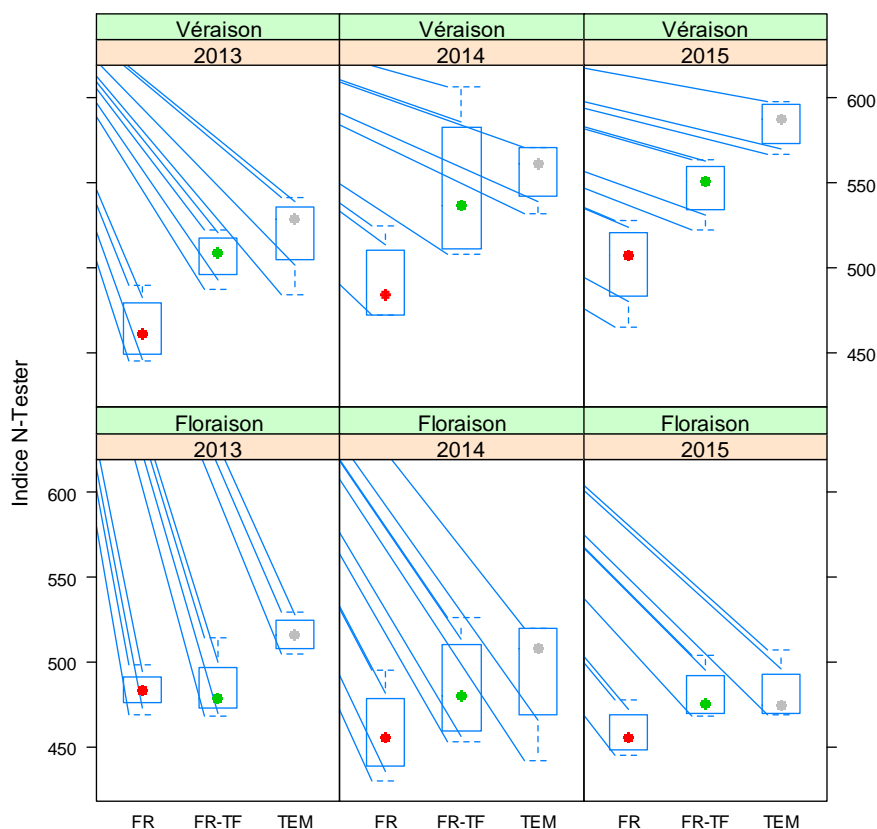 Véraison Véraison Véraison
2013 2014 2015
600
550
500
450
Floraison Floraison Floraison
2013 2014 2015
Indice N-Tester
600
550
500
450
FR FR-TF TEM FR FR-TF TEM FR FR-TF TEM